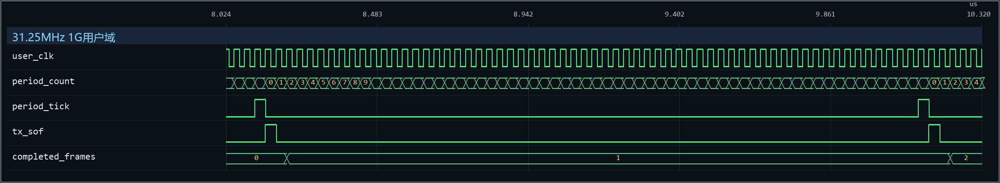 us
8.024 8.483 8.942 9.402 9.861 10.320
31.25MHz 1G用户域
user_clk
period_count 0 1 2 3 4 5 6 7 8 9 0 1 2 3 4
period_tick
tx_sof
completed_frames 0 1 2